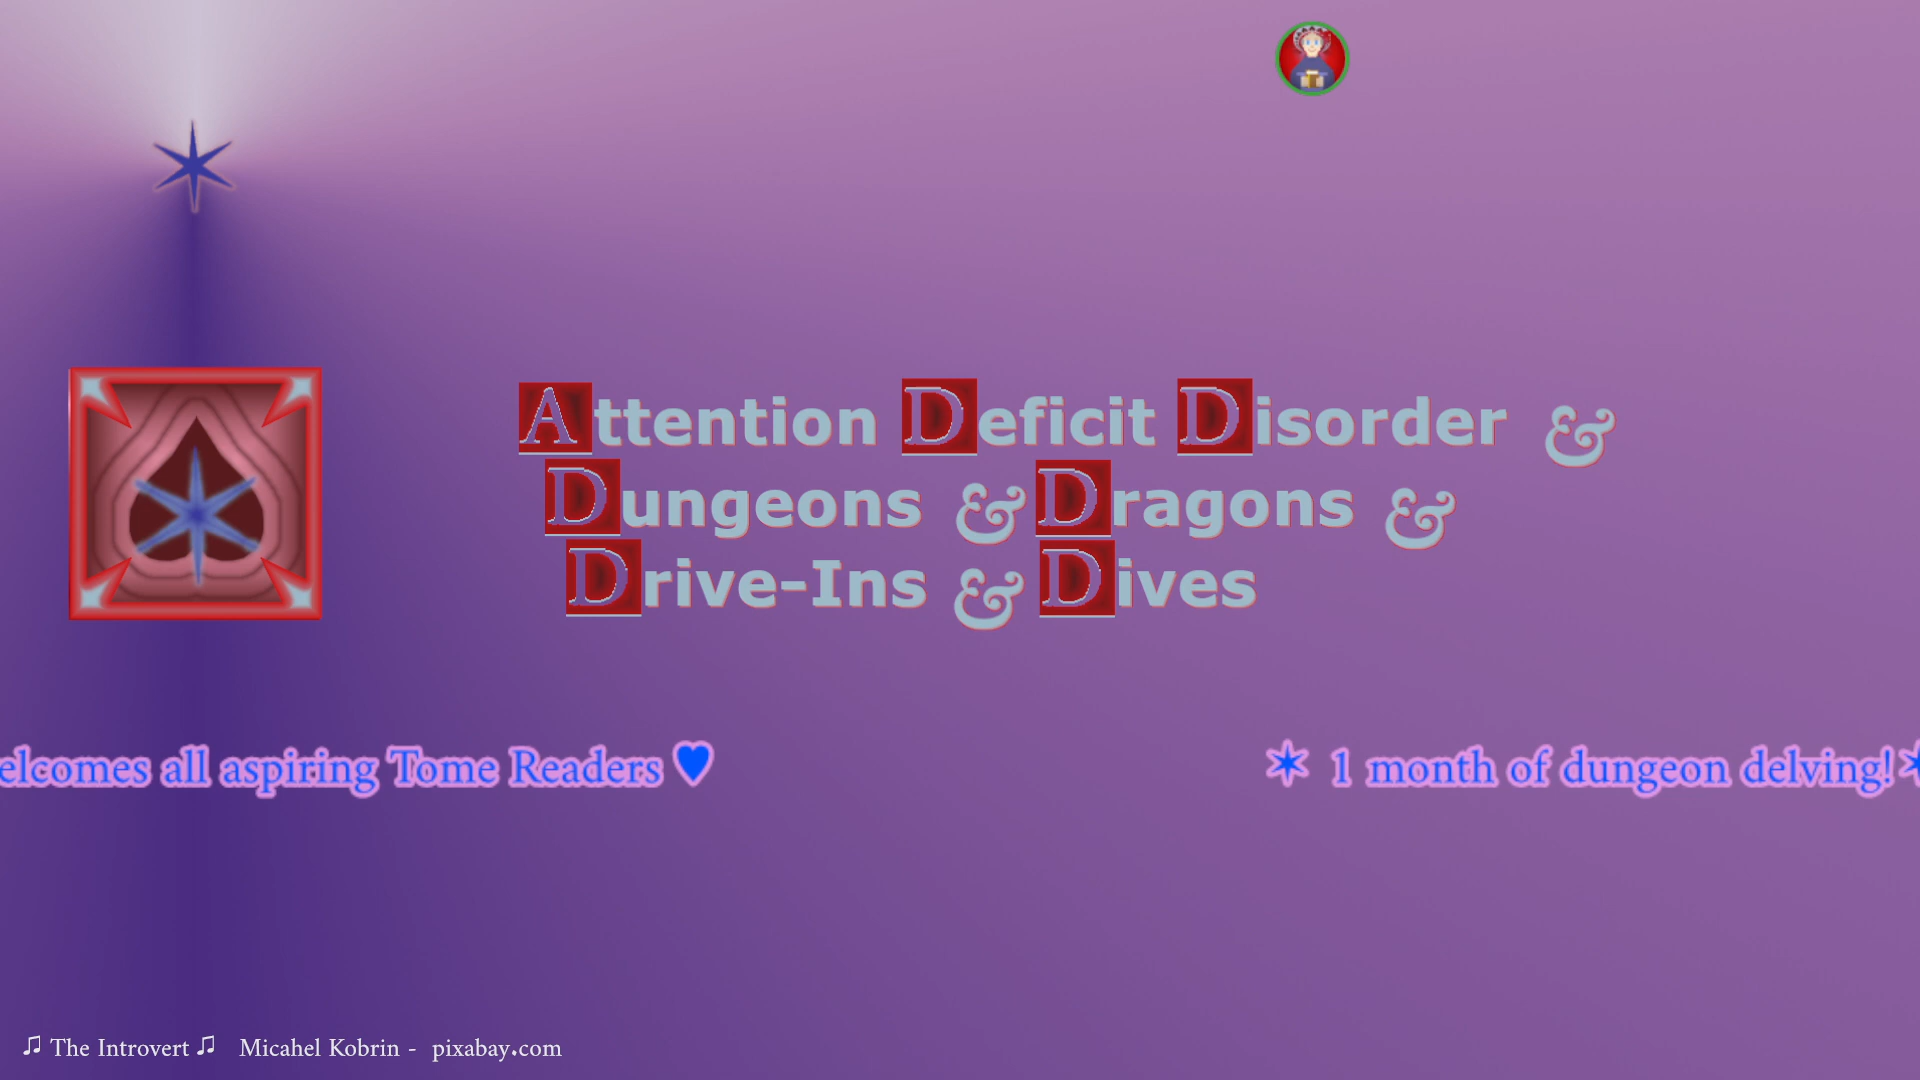 Attention Deficit Disorder &
Dungeons & Dragons &
Drive-Ins & Dives
elcomes all aspiring Tome Readers ♥
✶ 1 month of dungeon delving! ✶
♫ The Introvert ♫ Micahel Kobrin - pixabay.com